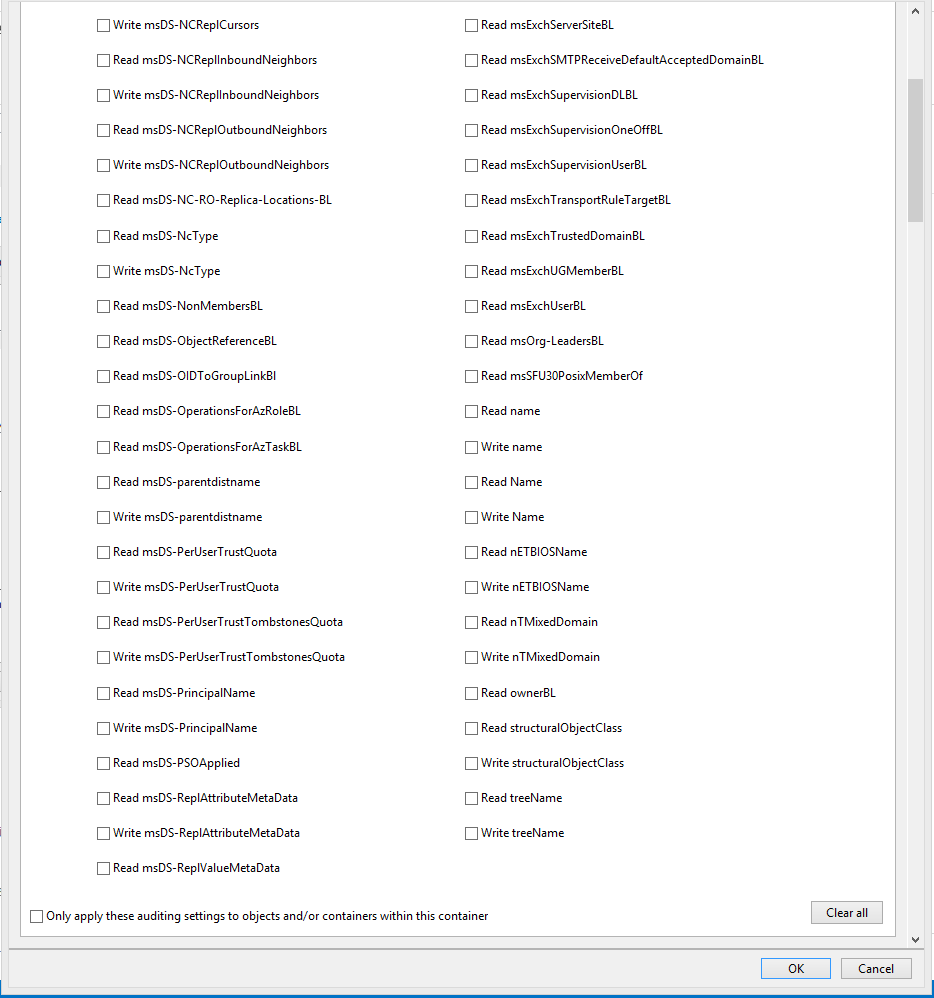 Write msDS-NCReplCursors
Read msDS-NCReplInboundNeighbors
Write msDS-NCReplInboundNeighbors
Read msDS-NCReplOutboundNeighbors
Write msDS-NCReplOutboundNeighbors
Read msDS-NC-RO-Replica-Locations-BL
Read msDS-NcType
Write msDS-NcType
Read msDS-NonMembersBL
Read msDS-ObjectReferenceBL
Read msDS-OIDToGroupLinkBl
Read msDS-OperationsForAzRoleBL
Read msDS-OperationsForAzTaskBL
Read msDS-parentdistname
Write msDS-parentdistname
Read msDS-PerUserTrustQuota
Write msDS-PerUserTrustQuota
Read msDS-PerUserTrustTombstonesQuota
Write msDS-PerUserTrustTombstonesQuota
Read msDS-PrincipalName
Write msDS-PrincipalName
Read msDS-PSOApplied
Read msDS-ReplAttributeMetaData
Write msDS-ReplAttributeMetaData
Read msDS-ReplValueMetaData
Read msExchServerSiteBL
Read msExchSMTPReceiveDefaultAcceptedDomainBL
Read msExchSupervisionDLBL
Read msExchSupervisionOneOffBL
Read msExchSupervisionUserBL
Read msExchTransportRuleTargetBL
Read msExchTrustedDomainBL
Read msExchUGMemberBL
Read msExchUserBL
Read msOrg-LeadersBL
Read msSFU30PosixMemberOf
Read name
Write name
Read Name
Write Name
Read nETBIOSName
Write nETBIOSName
Read nTMixedDomain
Write nTMixedDomain
Read ownerBL
Read structuralObjectClass
Write structuralObjectClass
Read treeName
Write treeName
Only apply these auditing settings to objects and/or containers within this container
Clear all
OK
Cancel